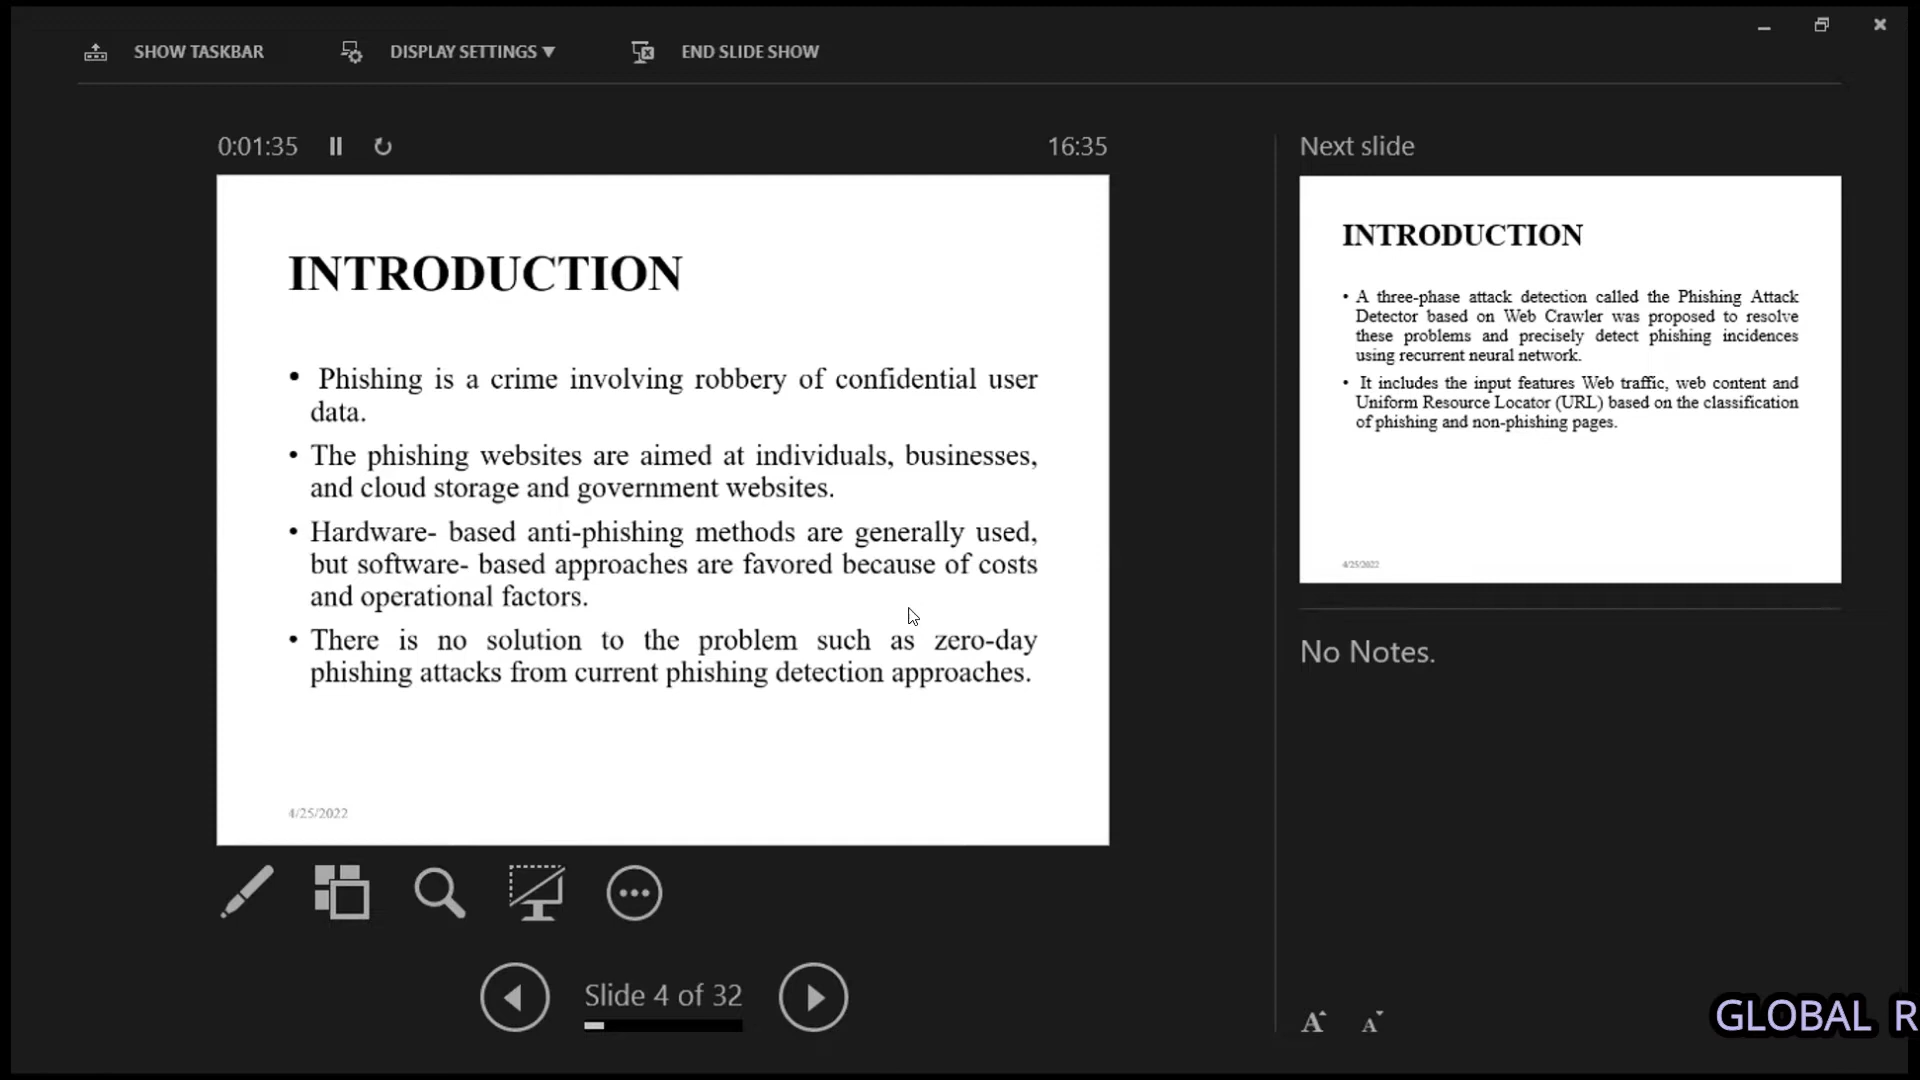 SHOW TASKBAR
DISPLAY SETTINGS ▼
END SLIDE SHOW
0:01:35
16:35
INTRODUCTION
• Phishing is a crime involving robbery of confidential user
data.
• The phishing websites are aimed at individuals, businesses,
and cloud storage and government websites.
• Hardware- based anti-phishing methods are generally used,
but software- based approaches are favored because of costs
and operational factors.
• There is no solution to the problem such as zero-day
phishing attacks from current phishing detection approaches.
4/25/2022
Slide 4 of 32
Next slide
INTRODUCTION
• A three-phase attack detection called the Phishing Attack
Detector based on Web Crawler was proposed to resolve
these problems and precisely detect phishing incidences
using recurrent neural network.
• It includes the input features Web traffic, web content and
Uniform Resource Locator (URL) based on the classification
of phishing and non-phishing pages.
4/25/2022
No Notes.
A A
GLOBAL R